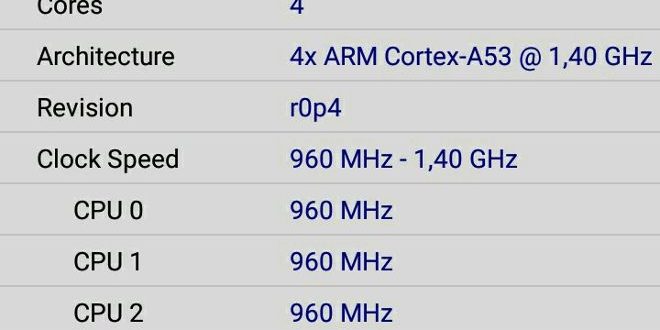 Cores 4
Architecture 4x ARM Cortex-A53 @ 1,40 GHz
Revision r0p4
Clock Speed 960 MHz - 1,40 GHz
CPU 0 960 MHz
CPU 1 960 MHz
CPU 2 960 MHz